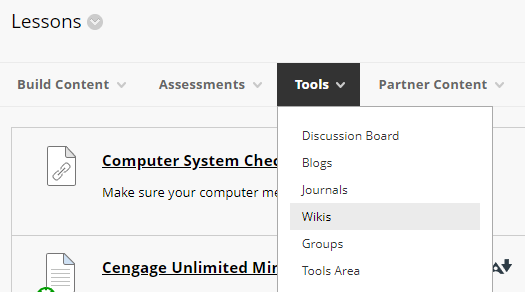 Lessons
Build Content
Assessments
Tools
Partner Content
Discussion Board
Blogs
Journals
Wikis
Groups
Tools Area
Computer System Chec
Make sure your computer me
Cengage Unlimited Min